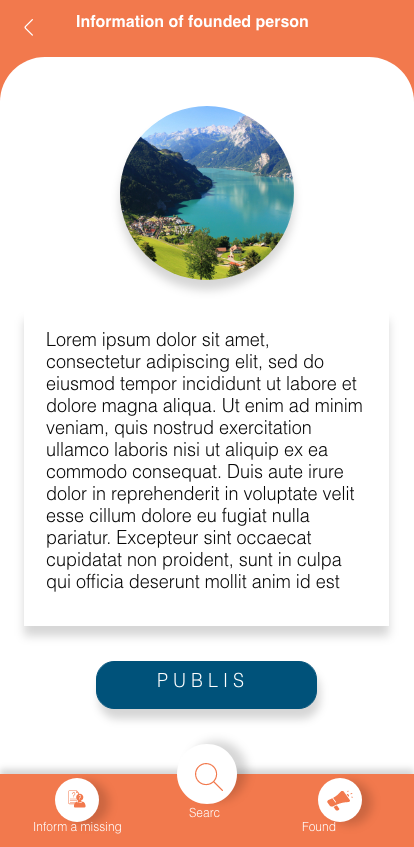 Information of founded person
Lorem ipsum dolor sit amet,
consectetur adipiscing elit, sed do
eiusmod tempor incididunt ut labore et
dolore magna aliqua. Ut enim ad minim
veniam, quis nostrud exercitation
ullamco laboris nisi ut aliquip ex ea
commodo consequat. Duis aute irure
dolor in reprehenderit in voluptate velit
esse cillum dolore eu fugiat nulla
pariatur. Excepteur sint occaecat
cupidatat non proident, sunt in culpa
qui officia deserunt mollit anim id est
PUBLIS
Inform a missing
Searc
Found